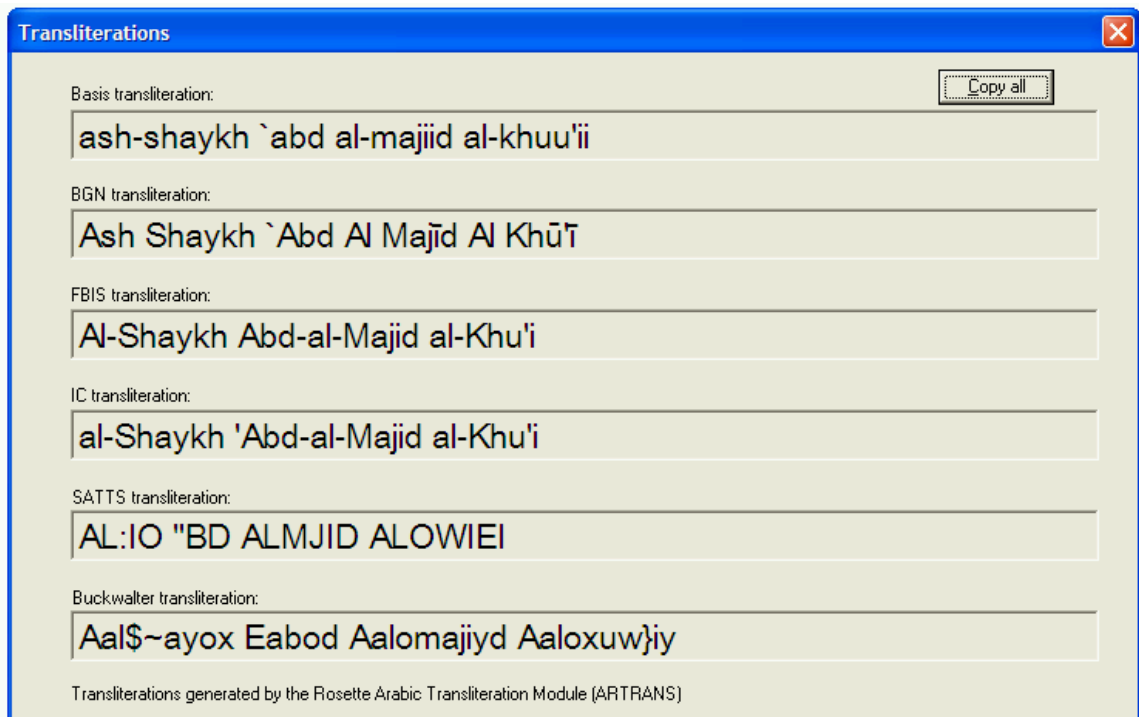 Transliterations
Copy all
Basis transliteration:
ash-shaykh `abd al-majiid al-khuu'ii
BGN transliteration:
Ash Shaykh `Abd Al Majīd Al Khū'ī
FBIS transliteration:
Al-Shaykh Abd-al-Majid al-Khu'i
IC transliteration:
al-Shaykh 'Abd-al-Majid al-Khu'i
SATTS transliteration:
AL:IO "BD ALMJID ALOWIEI
Buckwalter transliteration:
Aal$~ayox Eabod Aalomajiyd Aaloxuw}iy
Transliterations generated by the Rosette Arabic Transliteration Module (ARTRANS)